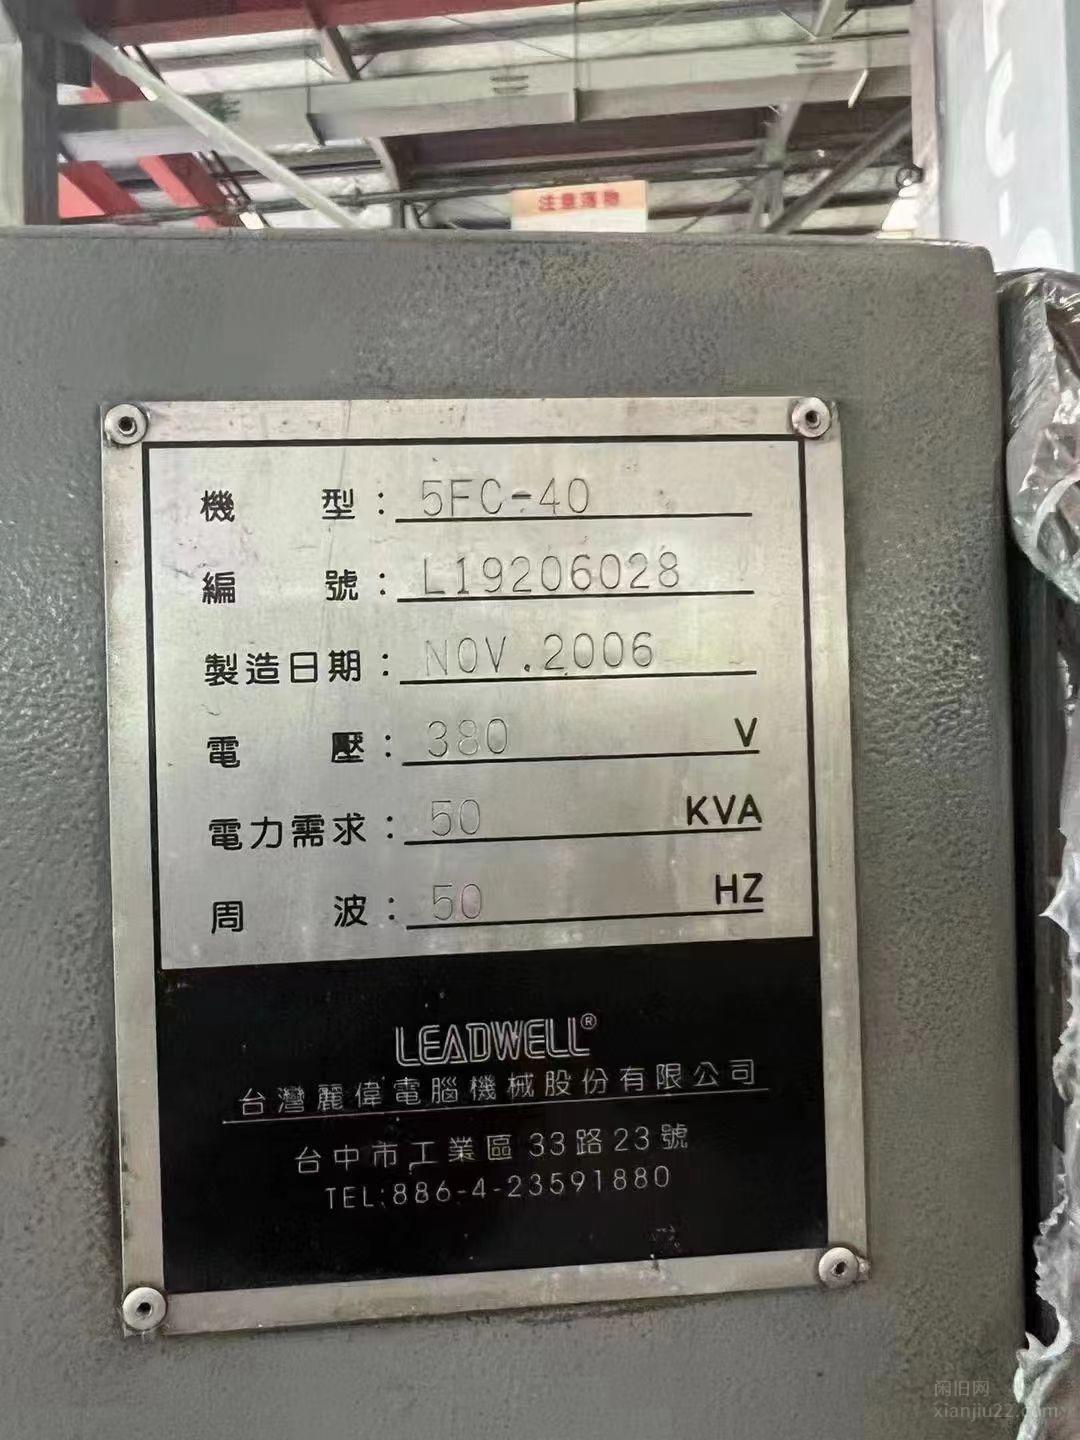 注意落物
機型：5FC-40
編號：L19206028
製造日期：NOV.2006
電壓：380 V
電力需求：50 KVA
周波：50 HZ
LEADWELL®
台灣麗偉電腦機械股份有限公司
台中市工業區33路23號
TEL:886-4-23591880
闲旧网
xianjiu22.com